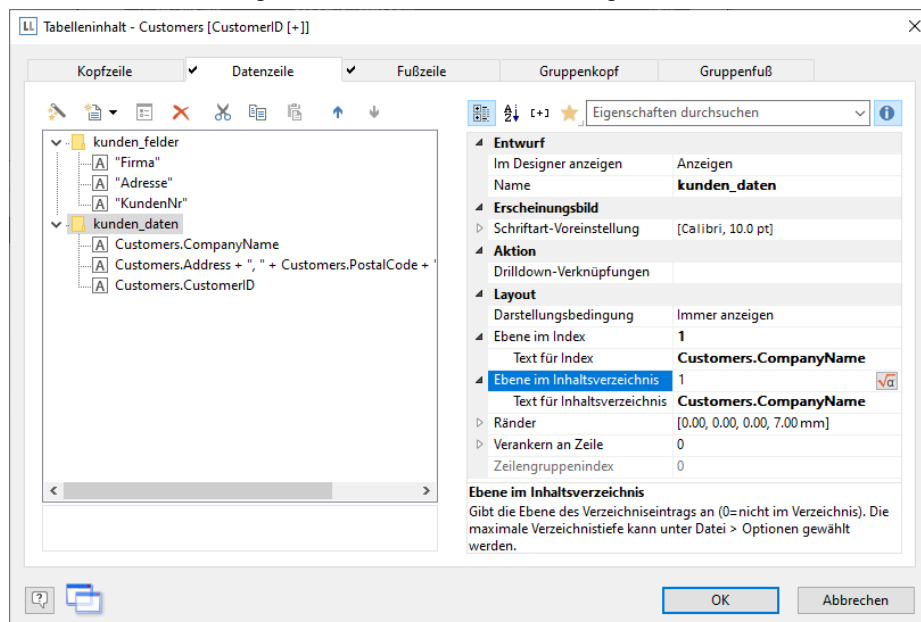 LL Tabelleninhalt - Customers [CustomerID [+]]
Kopfzeile Datenzeile Fußzeile Gruppenkopf Gruppenfuß
[+] Eigenschaften durchsuchen
kunden_felder
A "Firma"
A "Adresse"
A "KundenNr"
kunden_daten
A Customers.CompanyName
A Customers.Address + ", " + Customers.PostalCode + "
A Customers.CustomerID
Entwurf
Im Designer anzeigen Anzeigen
Name kunden_daten
Erscheinungsbild
Schriftart-Voreinstellung [Calibri, 10.0 pt]
Aktion
Drilldown-Verknüpfungen
Layout
Darstellungsbedingung Immer anzeigen
Ebene im Index 1
Text für Index Customers.CompanyName
Ebene im Inhaltsverzeichnis 1
Text für Inhaltsverzeichnis Customers.CompanyName
Ränder [0.00, 0.00, 0.00, 7.00 mm]
Verankern an Zeile 0
Zeilengruppenindex 0
Ebene im Inhaltsverzeichnis
Gibt die Ebene des Verzeichniseintrags an (0=nicht im Verzeichnis). Die
maximale Verzeichnistiefe kann unter Datei > Optionen gewählt
werden.
OK Abbrechen